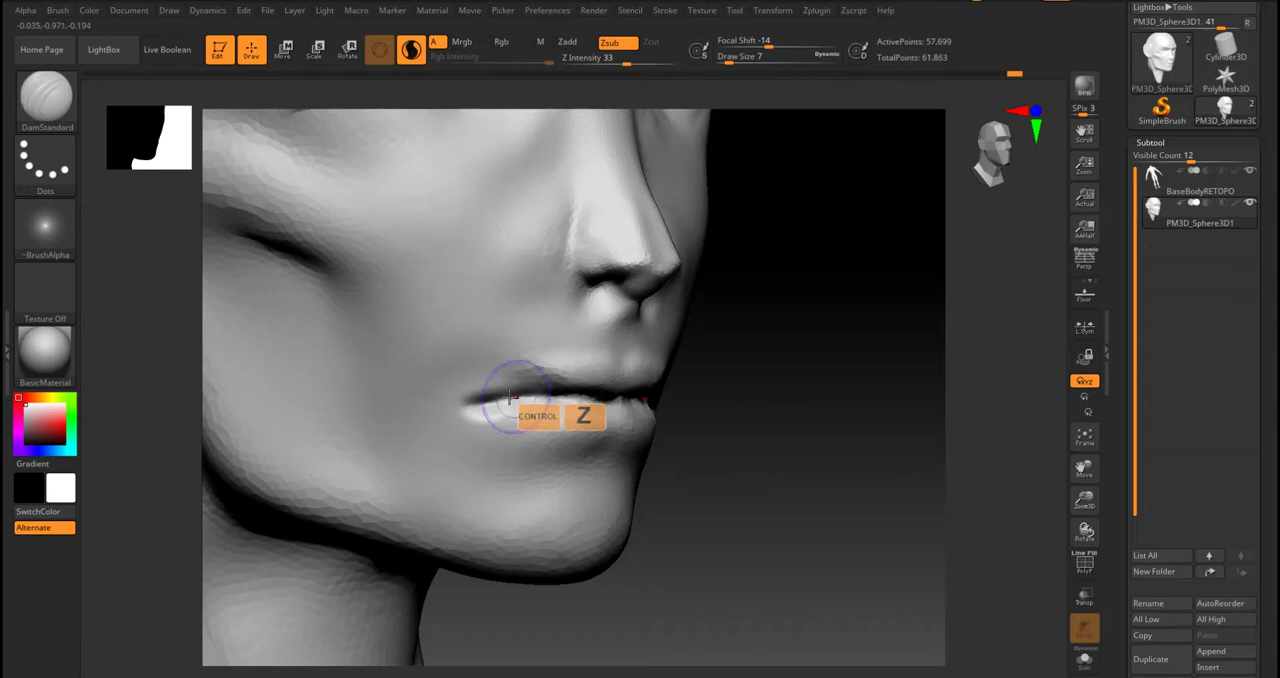 Alpha Brush Color Document Draw Dynamics Edit File Layer Light Macro Marker Material Movie Picker Preferences Render Stencil Stroke Texture Tool Transform Zplugin Zscript Help
-0.035,-0.971,-0.194
Home Page
LightBox
Live Boolean
Edit
Draw
Move
Scale
Rotate
A
Mrgb
Rgb
M
Rgb Intensity
Zadd
Zsub
Zcut
Z Intensity 33
S
Focal Shift -14
Draw Size 7
Dynamic
D
ActivePoints: 57,699
TotalPoints: 61,863
DamStandard
Dots
~BrushAlpha
Texture Off
BasicMaterial
Gradient
SwitchColor
Alternate
CONTROL
Z
BPR
SPix 3
Scroll
Zoom
Actual
AAHalf
Dynamic
Persp
Floor
L.Sym
XYZ
Frame
Move
Zoom3D
Rotate
Line Fill
PolyF
Transp
Dynamic
Solo
Lightbox▶Tools
PM3D_Sphere3D1. 41
R
2
PM3D_Sphere3D
Cylinder3D
PolyMesh3D
SimpleBrush
2
PM3D_Sphere3D
Subtool
Visible Count 12
BaseBodyRETOPO
PM3D_Sphere3D1
List All
New Folder
Rename
AutoReorder
All Low
All High
Copy
Paste
Duplicate
Append
Insert